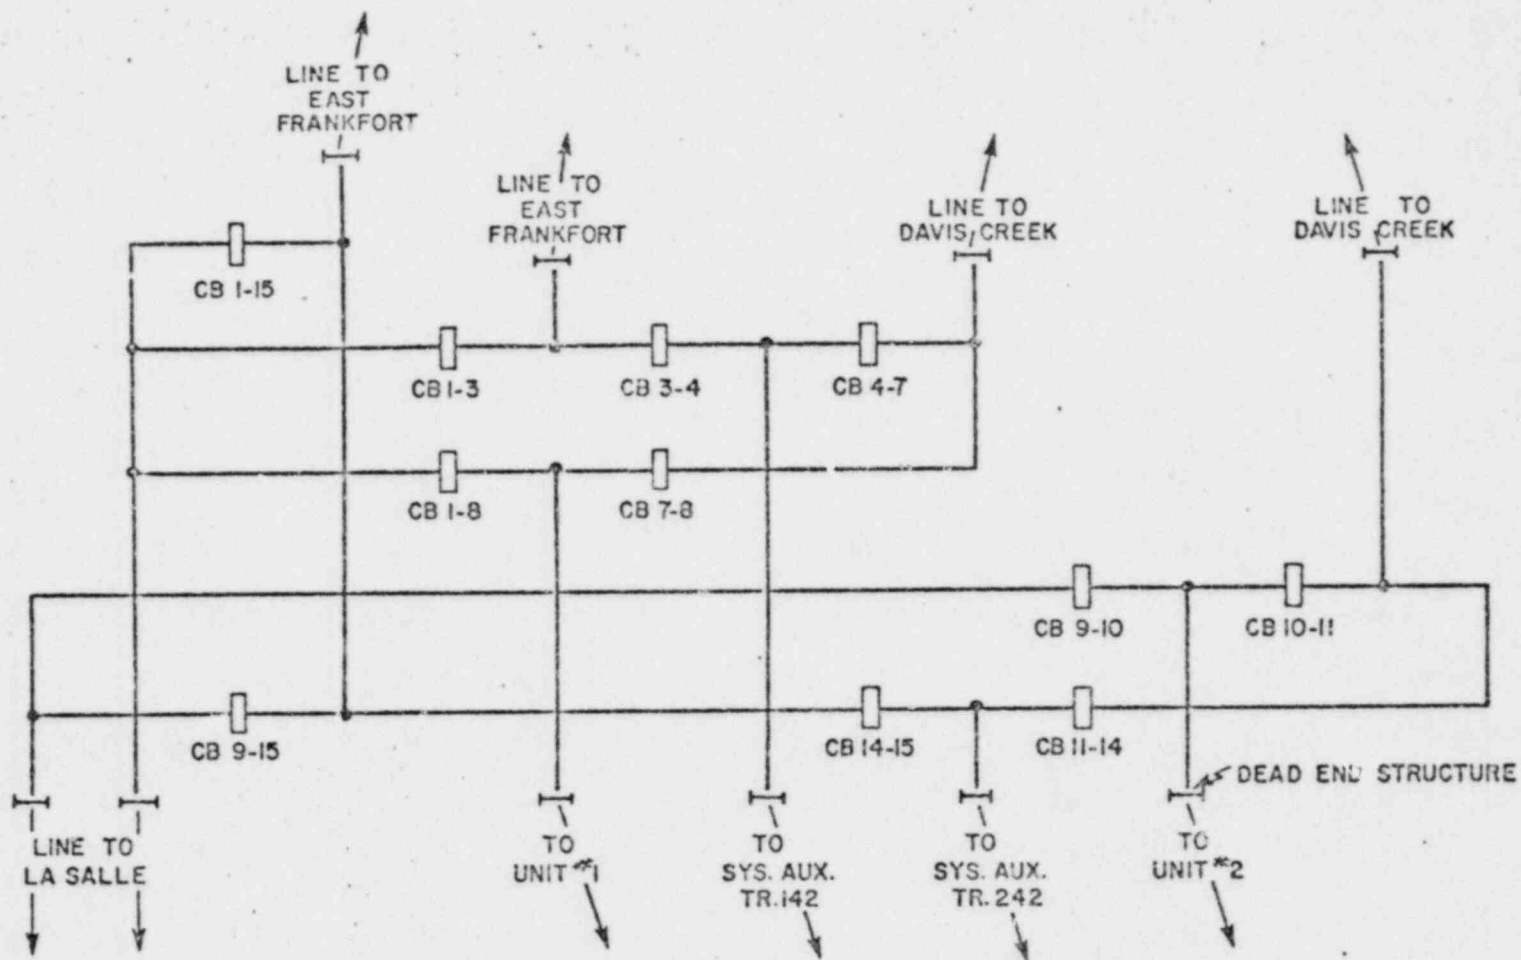 LINE TO
EAST
FRANKFORT
LINE TO
EAST
FRANKFORT
LINE TO
DAVIS CREEK
LINE TO
DAVIS CREEK
CB 1-15
CB 1-3
CB 3-4
CB 4-7
CB 1-8
CB 7-8
CB 9-10
CB 10-11
CB 9-15
CB 14-15
CB 11-14
DEAD END STRUCTURE
LINE TO
LA SALLE
TO
UNIT #1
TO
SYS. AUX.
TR. 142
TO
SYS. AUX.
TR. 242
TO
UNIT #2